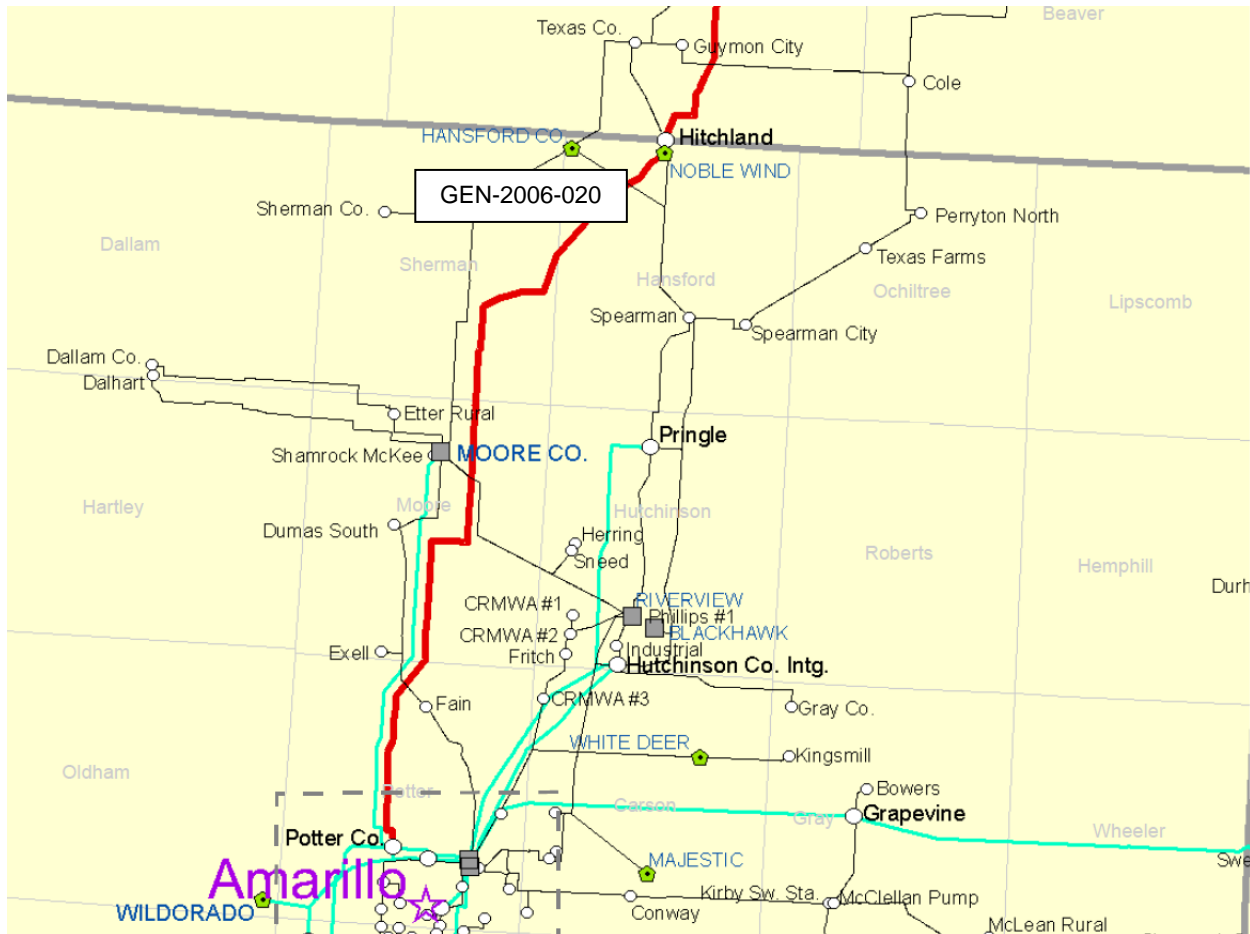 Beaver
Texas Co.
Guymon City
Cole
HANSFORD CO.
Hitchland
NOBLE WIND
GEN-2006-020
Sherman Co.
Perryton North
Dallam
Texas Farms
Sherman
Hansford
Ochiltree
Lipscomb
Spearman
Spearman City
Dallam Co.
Dalhart
Etter Rural
Pringle
Shamrock McKee
MOORE CO.
Hartley
Moore
Hutchinson
Dumas South
Herring
Sneed
Roberts
Hemphill
Durh
RIVERVIEW
CRMWA #1
Phillips #1
CRMWA #2
BLACKHAWK
Exell
Fritch
Industrial
Hutchinson Co. Intg.
CRMWA #3
Fain
Gray Co.
WHITE DEER
Kingsmill
Oldham
Potter
Bowers
Carson
Gray
Grapevine
Wheeler
Potter Co.
MAJESTIC
Swe
Amarillo
Kirby Sw. Sta.
McClellan Pump
WILDORADO
Conway
McLean Rural